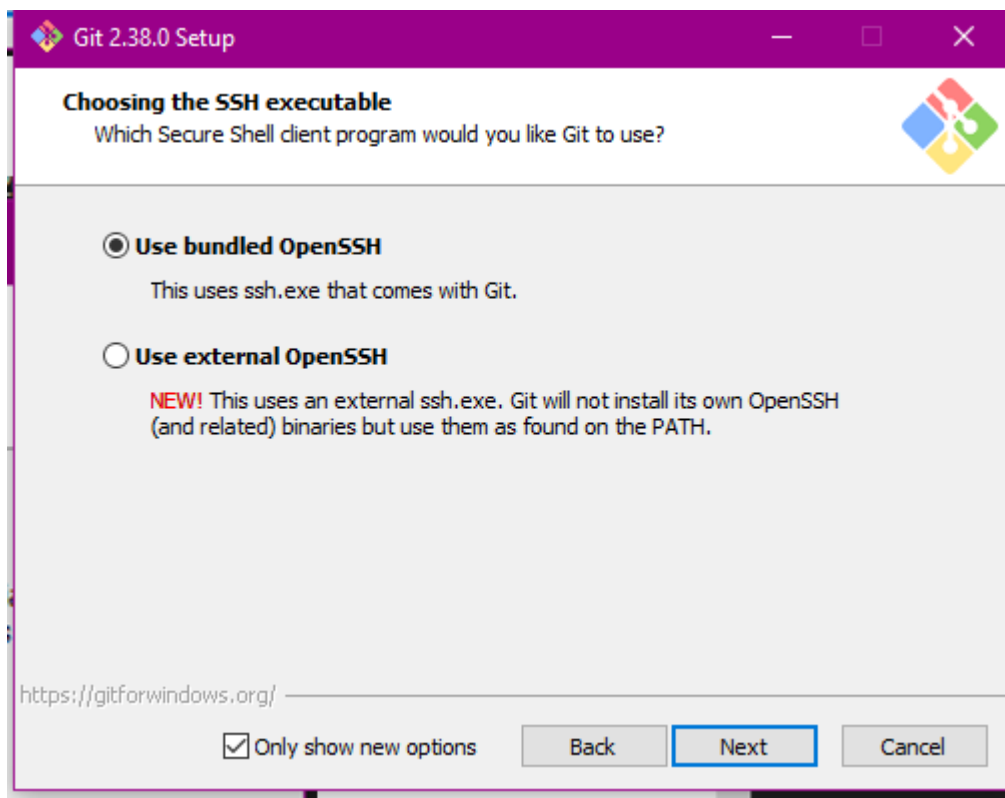 Git 2.38.0 Setup
Choosing the SSH executable
Which Secure Shell client program would you like Git to use?
Use bundled OpenSSH
This uses ssh.exe that comes with Git.
Use external OpenSSH
NEW! This uses an external ssh.exe. Git will not install its own OpenSSH
(and related) binaries but use them as found on the PATH.
https://gitforwindows.org/
Only show new options
Back
Next
Cancel